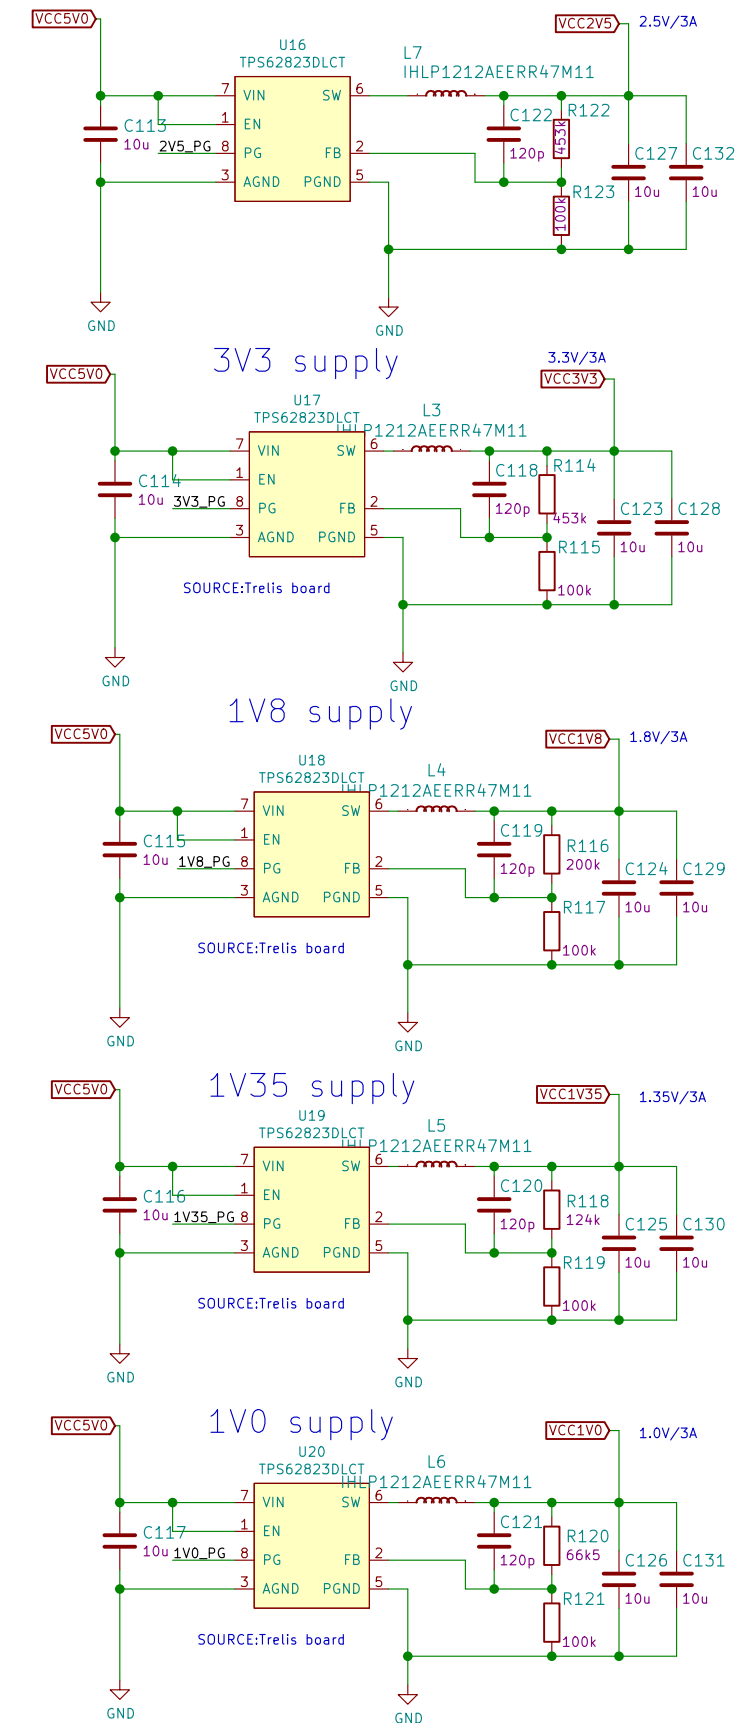 VCC5V0
VCC2V5
2.5V/3A
U16
TPS62823DLCT
L7
IHLP1212AEERR47M11
7 VIN SW 6
1 EN
2V5_PG 8 PG FB 2
3 AGND PGND 5
C113
10u
C122
120p
R122
453k
R123
100k
C127
10u
C132
10u
GND
GND
3V3 supply
VCC5V0
3.3V/3A
VCC3V3
U17
TPS62823DLCT
L3
IHLP1212AEERR47M11
7 VIN SW 6
1 EN
3V3_PG 8 PG FB 2
3 AGND PGND 5
C114
10u
C118
120p
R114
453k
R115
100k
C123
10u
C128
10u
SOURCE:Trelis board
GND
GND
1V8 supply
VCC5V0
VCC1V8
1.8V/3A
U18
TPS62823DLCT
L4
IHLP1212AEERR47M11
7 VIN SW 6
1 EN
1V8_PG 8 PG FB 2
3 AGND PGND 5
C115
10u
C119
120p
R116
200k
R117
100k
C124
10u
C129
10u
SOURCE:Trelis board
GND
GND
1V35 supply
VCC5V0
VCC1V35
1.35V/3A
U19
TPS62823DLCT
L5
IHLP1212AEERR47M11
7 VIN SW 6
1 EN
1V35_PG 8 PG FB 2
3 AGND PGND 5
C116
10u
C120
120p
R118
124k
R119
100k
C125
10u
C130
10u
SOURCE:Trelis board
GND
GND
1V0 supply
VCC5V0
VCC1V0
1.0V/3A
U20
TPS62823DLCT
L6
IHLP1212AEERR47M11
7 VIN SW 6
1 EN
1V0_PG 8 PG FB 2
3 AGND PGND 5
C117
10u
C121
120p
R120
66k5
R121
100k
C126
10u
C131
10u
SOURCE:Trelis board
GND
GND